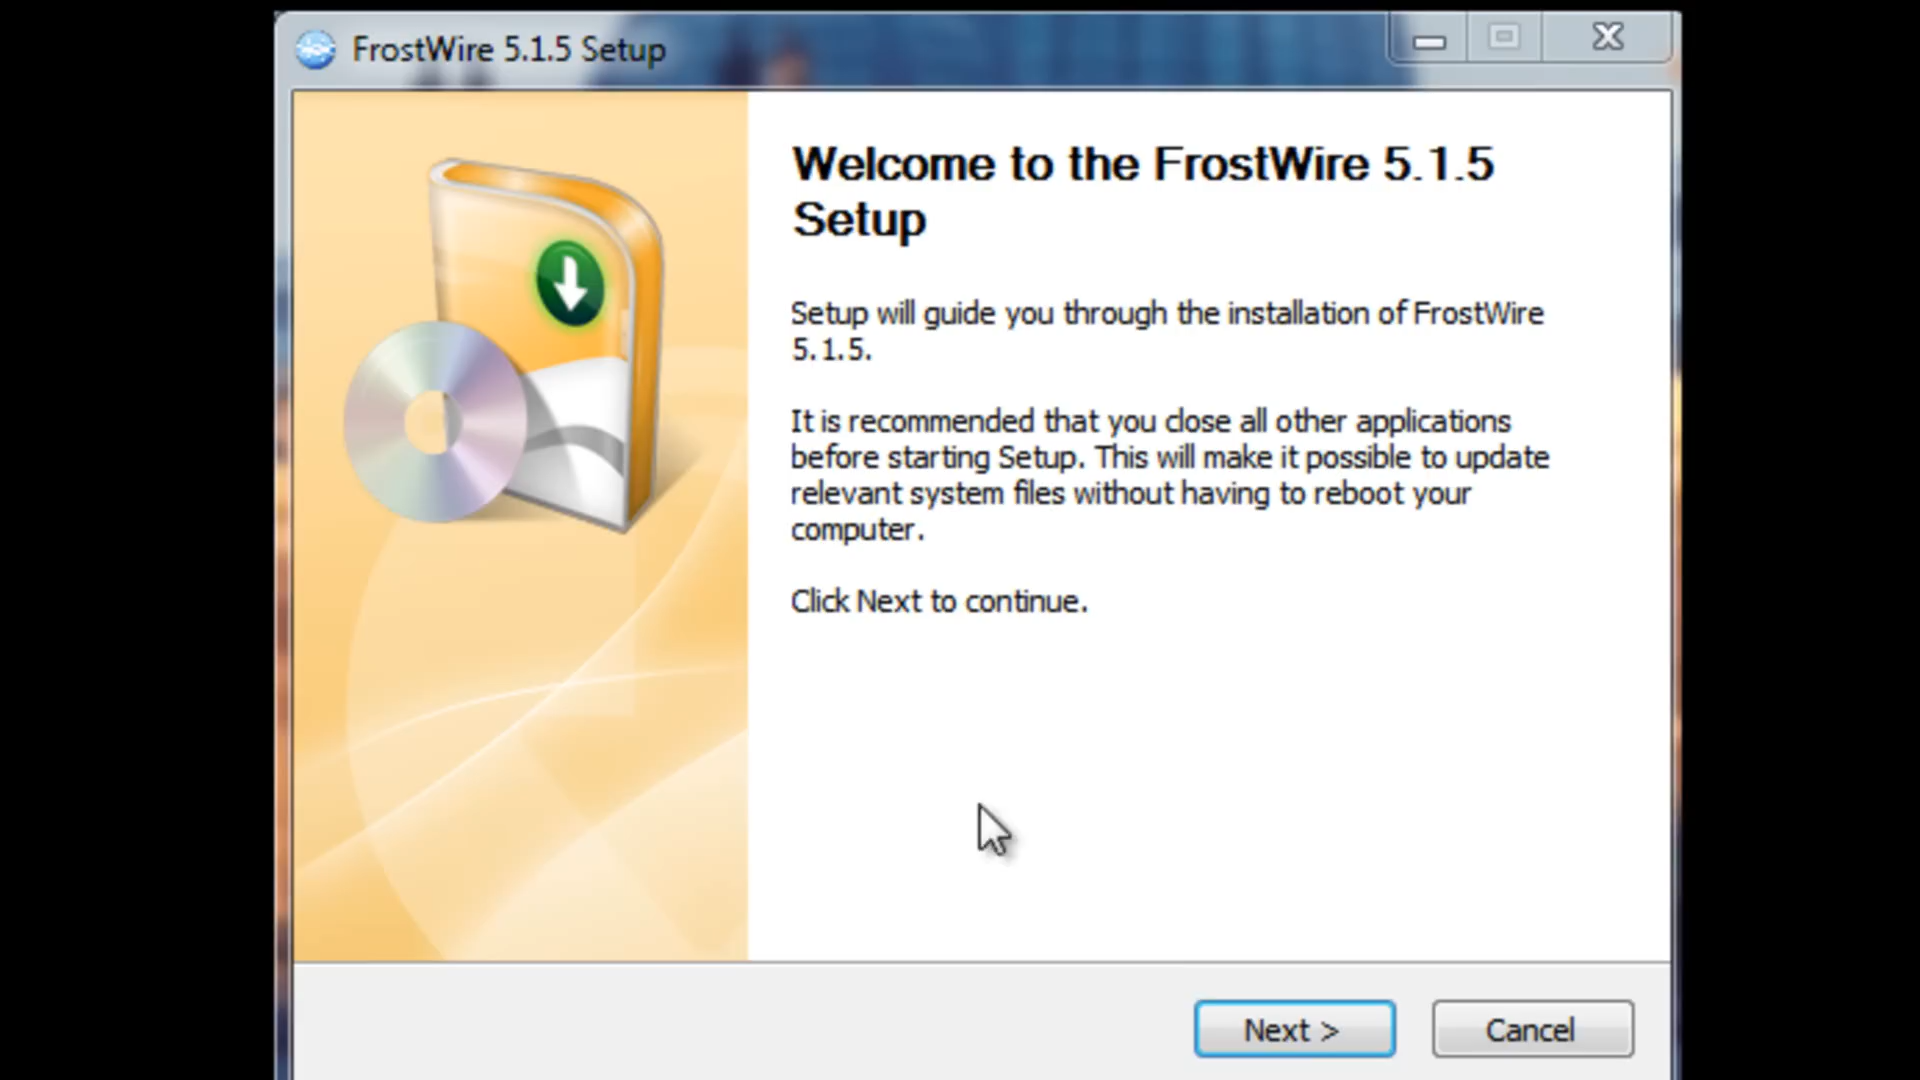 FrostWire 5.1.5 Setup
Welcome to the FrostWire 5.1.5
Setup
Setup will guide you through the installation of FrostWire
5.1.5.
It is recommended that you close all other applications
before starting Setup. This will make it possible to update
relevant system files without having to reboot your
computer.
Click Next to continue.
Next >
Cancel